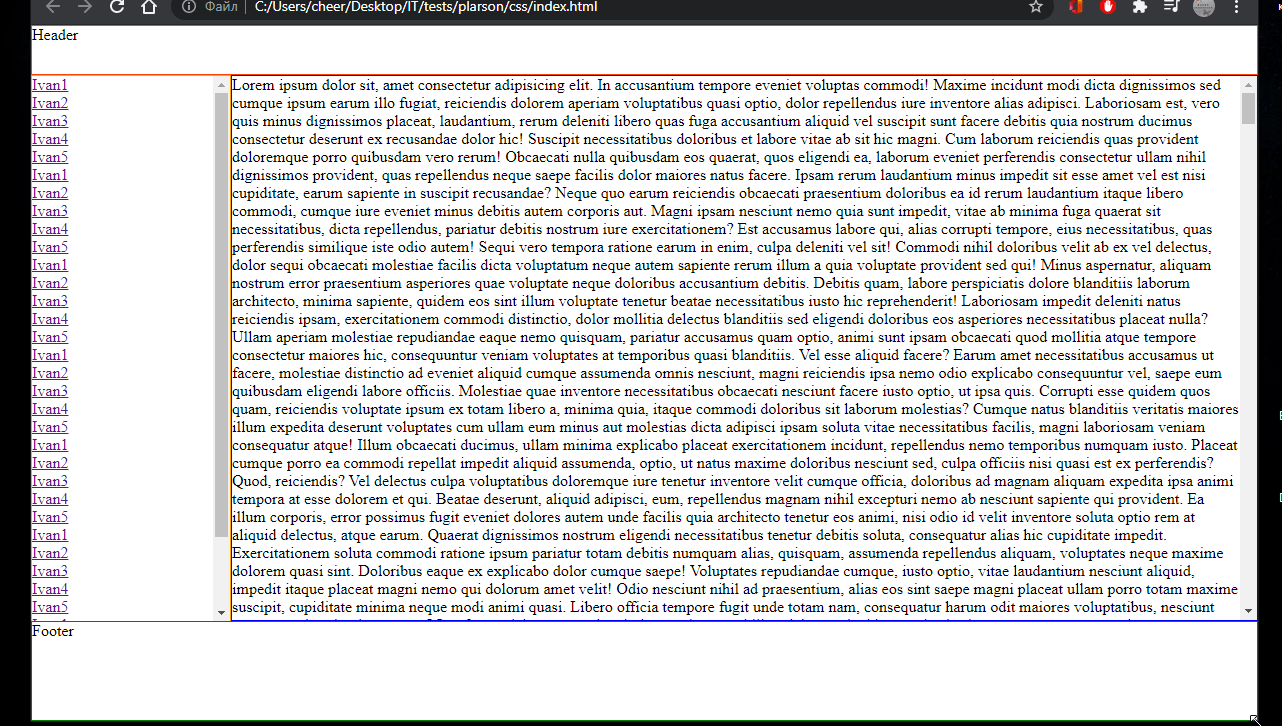 Файл C:/Users/cheer/Desktop/IT/tests/plarson/css/index.html
Header
Ivan1
Ivan2
Ivan3
Ivan4
Ivan5
Ivan1
Ivan2
Ivan3
Ivan4
Ivan5
Ivan1
Ivan2
Ivan3
Ivan4
Ivan5
Ivan1
Ivan2
Ivan3
Ivan4
Ivan5
Ivan1
Ivan2
Ivan3
Ivan4
Ivan5
Ivan1
Ivan2
Ivan3
Ivan4
Ivan5
Lorem ipsum dolor sit, amet consectetur adipisicing elit. In accusantium tempore eveniet voluptas commodi! Maxime incidunt modi dicta dignissimos sed
cumque ipsum earum illo fugiat, reiciendis dolorem aperiam voluptatibus quasi optio, dolor repellendus iure inventore alias adipisci. Laboriosam est, vero
quis minus dignissimos placeat, laudantium, rerum deleniti libero quas fuga accusantium aliquid vel suscipit sunt facere debitis quia nostrum ducimus
consectetur deserunt ex recusandae dolor hic! Suscipit necessitatibus doloribus et labore vitae ab sit hic magni. Cum laborum reiciendis quas provident
doloremque porro quibusdam vero rerum! Obcaecati nulla quibusdam eos quaerat, quos eligendi ea, laborum eveniet perferendis consectetur ullam nihil
dignissimos provident, quas repellendus neque saepe facilis dolor maiores natus facere. Ipsam rerum laudantium minus impedit sit esse amet vel est nisi
cupiditate, earum sapiente in suscipit recusandae? Neque quo earum reiciendis obcaecati praesentium doloribus ea id rerum laudantium itaque libero
commodi, cumque iure eveniet minus debitis autem corporis aut. Magni ipsam nesciunt nemo quia sunt impedit, vitae ab minima fuga quaerat sit
necessitatibus, dicta repellendus, pariatur debitis nostrum iure exercitationem? Est accusamus labore qui, alias corrupti tempore, eius necessitatibus, quas
perferendis similique iste odio autem! Sequi vero tempora ratione earum in enim, culpa deleniti vel sit! Commodi nihil doloribus velit ab ex vel delectus,
dolor sequi obcaecati molestiae facilis dicta voluptatum neque autem sapiente rerum illum a quia voluptate provident sed qui! Minus aspernatur, aliquam
nostrum error praesentium asperiores quae voluptate neque doloribus accusantium debitis. Debitis quam, labore perspiciatis dolore blanditiis laborum
architecto, minima sapiente, quidem eos sint illum voluptate tenetur beatae necessitatibus iusto hic reprehenderit! Laboriosam impedit deleniti natus
reiciendis ipsam, exercitationem commodi distinctio, dolor mollitia delectus blanditiis sed eligendi doloribus eos asperiores necessitatibus placeat nulla?
Ullam aperiam molestiae repudiandae eaque nemo quisquam, pariatur accusamus quam optio, animi sunt ipsam obcaecati quod mollitia atque tempore
consectetur maiores hic, consequuntur veniam voluptates at temporibus quasi blanditiis. Vel esse aliquid facere? Earum amet necessitatibus accusamus ut
facere, molestiae distinctio ad eveniet aliquid cumque assumenda omnis nesciunt, magni reiciendis ipsa nemo odio explicabo consequuntur vel, saepe eum
quibusdam eligendi labore officiis. Molestiae quae inventore necessitatibus obcaecati nesciunt facere iusto optio, ut ipsa quis. Corrupti esse quidem quos
quam, reiciendis voluptate ipsum ex totam libero a, minima quia, itaque commodi doloribus sit laborum molestias? Cumque natus blanditiis veritatis maiores
illum expedita deserunt voluptates cum ullam eum minus aut molestias dicta adipisci ipsam soluta vitae necessitatibus facilis, magni laboriosam veniam
consequatur atque! Illum obcaecati ducimus, ullam minima explicabo placeat exercitationem incidunt, repellendus nemo temporibus numquam iusto. Placeat
cumque porro ea commodi repellat impedit aliquid assumenda, optio, ut natus maxime doloribus nesciunt sed, culpa officiis nisi quasi est ex perferendis?
Quod, reiciendis? Vel delectus culpa voluptatibus doloremque iure tenetur inventore velit cumque officia, doloribus ad magnam aliquam expedita ipsa animi
tempora at esse dolorem et qui. Beatae deserunt, aliquid adipisci, eum, repellendus magnam nihil excepturi nemo ab nesciunt sapiente qui provident. Ea
illum corporis, error possimus fugit eveniet dolores autem unde facilis quia architecto tenetur eos animi, nisi odio id velit inventore soluta optio rem at
aliquid delectus, atque earum. Quaerat dignissimos nostrum eligendi necessitatibus tenetur debitis soluta, consequatur alias hic cupiditate impedit.
Exercitationem soluta commodi ratione ipsum pariatur totam debitis numquam alias, quisquam, assumenda repellendus aliquam, voluptates neque maxime
dolorem quasi sint. Doloribus eaque ex explicabo dolor cumque saepe! Voluptates repudiandae cumque, iusto optio, vitae laudantium nesciunt aliquid,
impedit itaque placeat magni nemo qui dolorum amet velit! Odio nesciunt nihil ad praesentium, alias eos sint saepe magni placeat ullam porro totam maxime
suscipit, cupiditate minima neque modi animi quasi. Libero officia tempore fugit unde totam nam, consequatur harum odit maiores voluptatibus, nesciunt
Footer